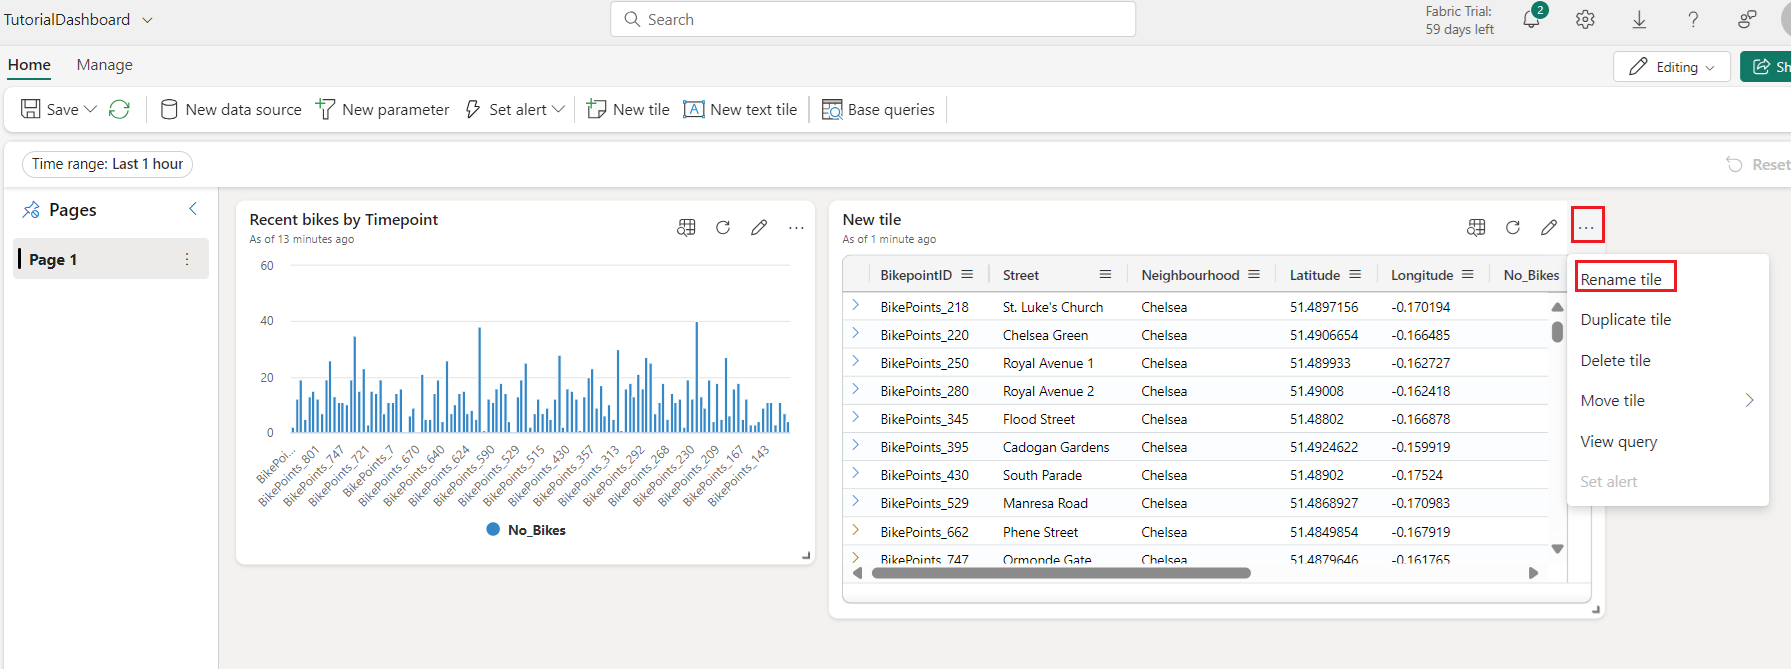 TutorialDashboard
Search
Fabric Trial:
59 days left
2
Home
Manage
Editing
Sh
Save
New data source
New parameter
Set alert
New tile
New text tile
Base queries
Time range: Last 1 hour
Reset
Pages
Page 1
Recent bikes by Timepoint
As of 13 minutes ago
60
40
20
0
BikePoi...
BikePoints_801
BikePoints_747
BikePoints_721
BikePoints_7
BikePoints_670
BikePoints_640
BikePoints_624
BikePoints_590
BikePoints_529
BikePoints_515
BikePoints_430
BikePoints_357
BikePoints_313
BikePoints_292
BikePoints_268
BikePoints_230
BikePoints_209
BikePoints_167
BikePoints_143
No_Bikes
New tile
As of 1 minute ago
BikepointID Street Neighbourhood Latitude Longitude No_Bikes
BikePoints_218 St. Luke's Church Chelsea 51.4897156 -0.170194
BikePoints_220 Chelsea Green Chelsea 51.4906654 -0.166485
BikePoints_250 Royal Avenue 1 Chelsea 51.489933 -0.162727
BikePoints_280 Royal Avenue 2 Chelsea 51.49008 -0.162418
BikePoints_345 Flood Street Chelsea 51.48802 -0.166878
BikePoints_395 Cadogan Gardens Chelsea 51.4924622 -0.159919
BikePoints_430 South Parade Chelsea 51.48902 -0.17524
BikePoints_529 Manresa Road Chelsea 51.4868927 -0.170983
BikePoints_662 Phene Street Chelsea 51.4849854 -0.167919
BikePoints_747 Ormonde Gate Chelsea 51.4879646 -0.161765
Rename tile
Duplicate tile
Delete tile
Move tile
View query
Set alert